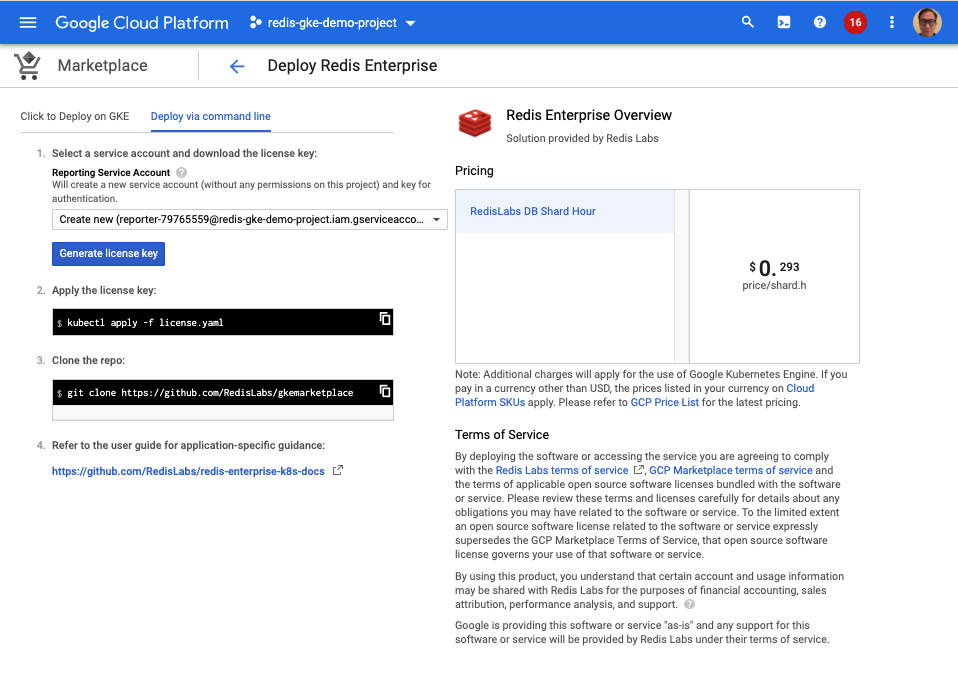 Google Cloud Platform
redis-gke-demo-project
16
Marketplace
Deploy Redis Enterprise
Click to Deploy on GKE
Deploy via command line
1. Select a service account and download the license key:
Reporting Service Account ?
Will create a new service account (without any permissions on this project) and key for
authentication.
Create new (reporter-79765559@redis-gke-demo-project.iam.gserviceacco...
Generate license key
2. Apply the license key:
$ kubectl apply -f license.yaml
3. Clone the repo:
$ git clone https://github.com/RedisLabs/gkemarketplace
4. Refer to the user guide for application-specific guidance:
https://github.com/RedisLabs/redis-enterprise-k8s-docs
Redis Enterprise Overview
Solution provided by Redis Labs
Pricing
RedisLabs DB Shard Hour
$ 0. 293
price/shard.h
Note: Additional charges will apply for the use of Google Kubernetes Engine. If you
pay in a currency other than USD, the prices listed in your currency on Cloud
Platform SKUs apply. Please refer to GCP Price List for the latest pricing.
Terms of Service
By deploying the software or accessing the service you are agreeing to comply
with the Redis Labs terms of service , GCP Marketplace terms of service and
the terms of applicable open source software licenses bundled with the software
or service. Please review these terms and licenses carefully for details about any
obligations you may have related to the software or service. To the limited extent
an open source software license related to the software or service expressly
supersedes the GCP Marketplace Terms of Service, that open source software
license governs your use of that software or service.
By using this product, you understand that certain account and usage information
may be shared with Redis Labs for the purposes of financial accounting, sales
attribution, performance analysis, and support. ?
Google is providing this software or service "as-is" and any support for this
software or service will be provided by Redis Labs under their terms of service.